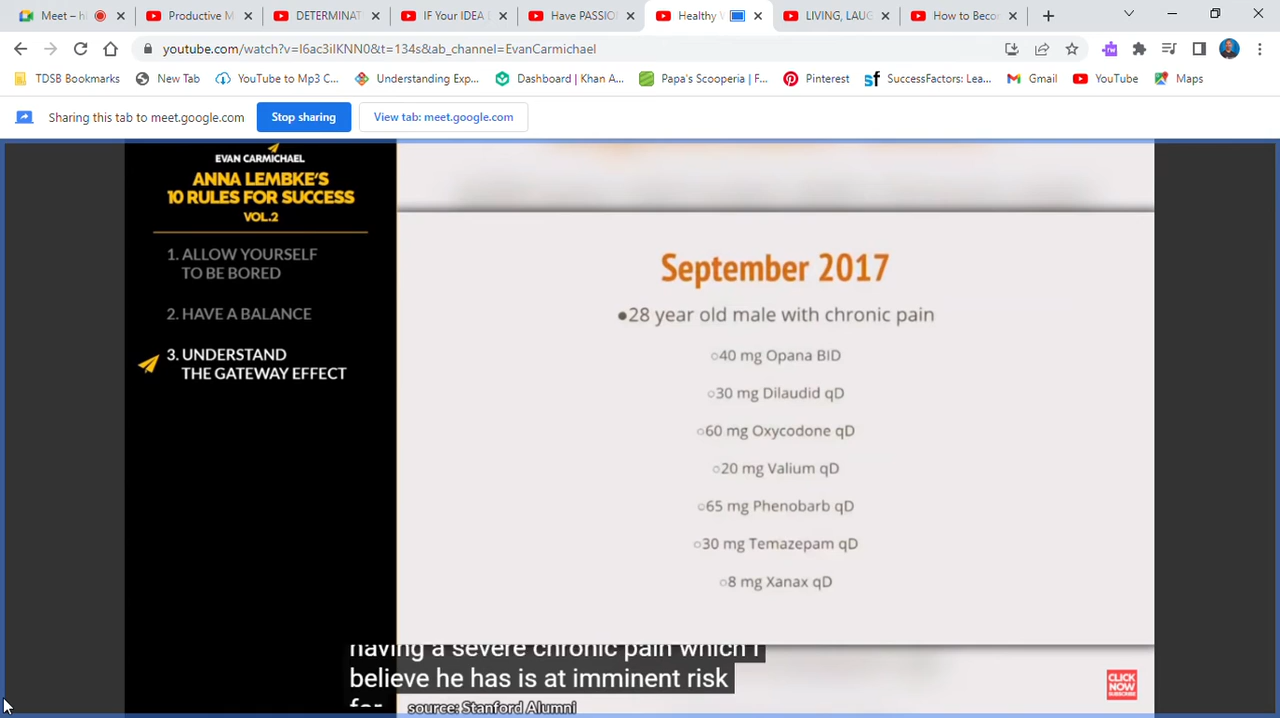 Meet – hi
Productive M
DETERMINAT
IF Your IDEA
Have PASSIO
Healthy
LIVING, LAUG
How to Becor
youtube.com/watch?v=l6ac3iIKNN0&t=134s&ab_channel=EvanCarmichael
TDSB Bookmarks
New Tab
YouTube to Mp3 C...
Understanding Exp...
Dashboard | Khan A...
Papa's Scooperia | F...
Pinterest
SuccessFactors: Lea...
Gmail
YouTube
Maps
Sharing this tab to meet.google.com
Stop sharing
View tab: meet.google.com
EVAN CARMICHAEL
ANNA LEMBKE'S
10 RULES FOR SUCCESS
VOL.2
1. ALLOW YOURSELF
TO BE BORED
2. HAVE A BALANCE
3. UNDERSTAND
THE GATEWAY EFFECT
September 2017
•28 year old male with chronic pain
○40 mg Opana BID
○30 mg Dilaudid qD
○60 mg Oxycodone qD
○20 mg Valium qD
○65 mg Phenobarb qD
○30 mg Temazepam qD
○8 mg Xanax qD
having a severe chronic pain which I
believe he has is at imminent risk
for
source: Stanford Alumni
CLICK
NOW
SUBSCRIBE